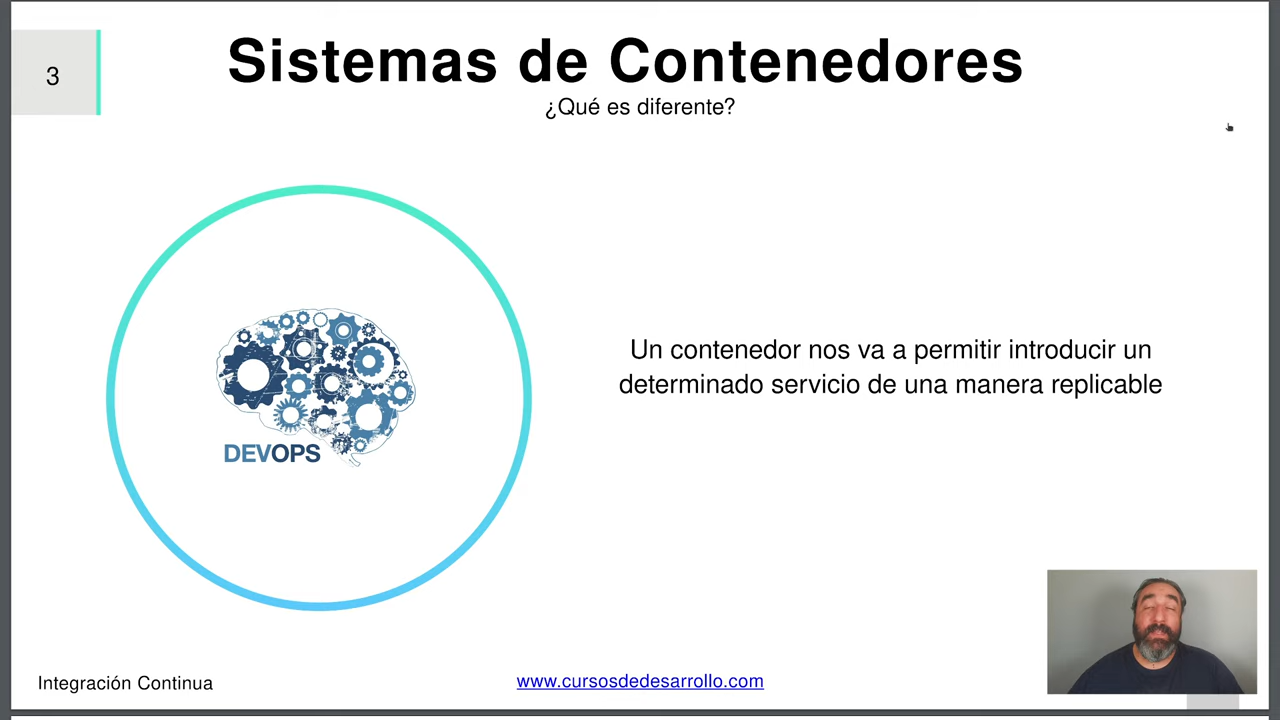 3
Sistemas de Contenedores
¿Qué es diferente?
DEVOPS
Un contenedor nos va a permitir introducir un
determinado servicio de una manera replicable
Integración Continua
www.cursosdedesarrollo.com